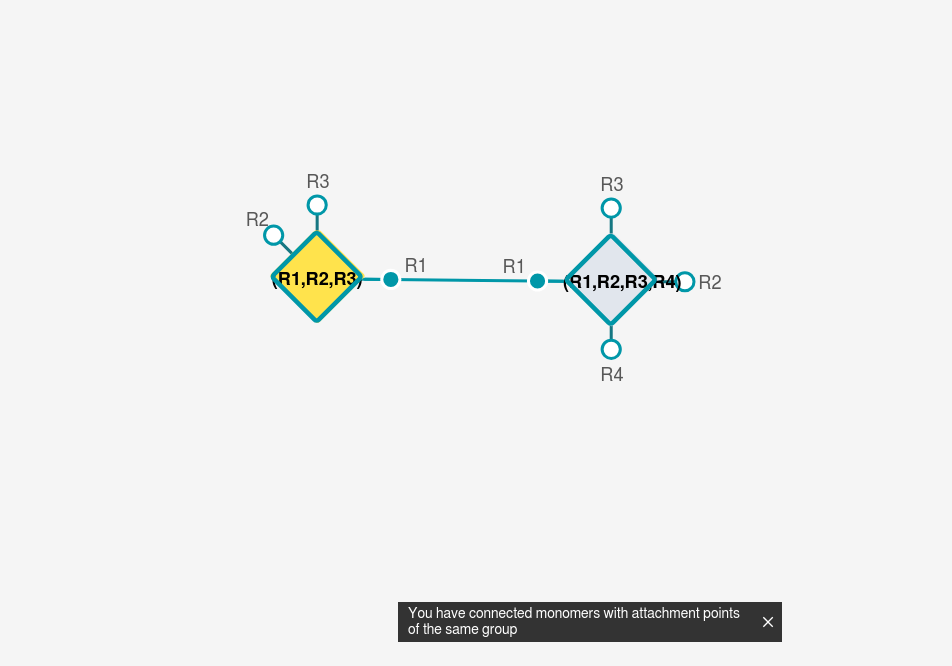 R3
R3
R2
(R1,R2,R3)
R1
R1
(R1,R2,R3,R4)
R2
R4
You have connected monomers with attachment points
of the same group